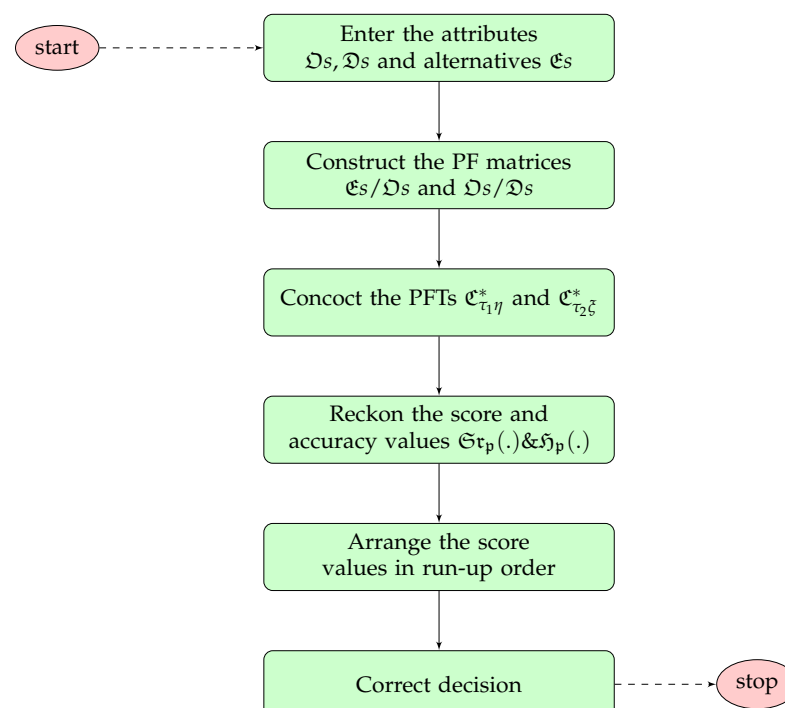 start
Enter the attributes
𝔒s, 𝔇s and alternatives 𝔈s
Construct the PF matrices
𝔈s/𝔒s and 𝔒s/𝔇s
Concoct the PFTs ℭ*τ₁η and ℭ*τ₂ξ
Reckon the score and
accuracy values 𝔖𝔯𝔭(.)&ℌ𝔭(.)
Arrange the score
values in run-up order
Correct decision
stop